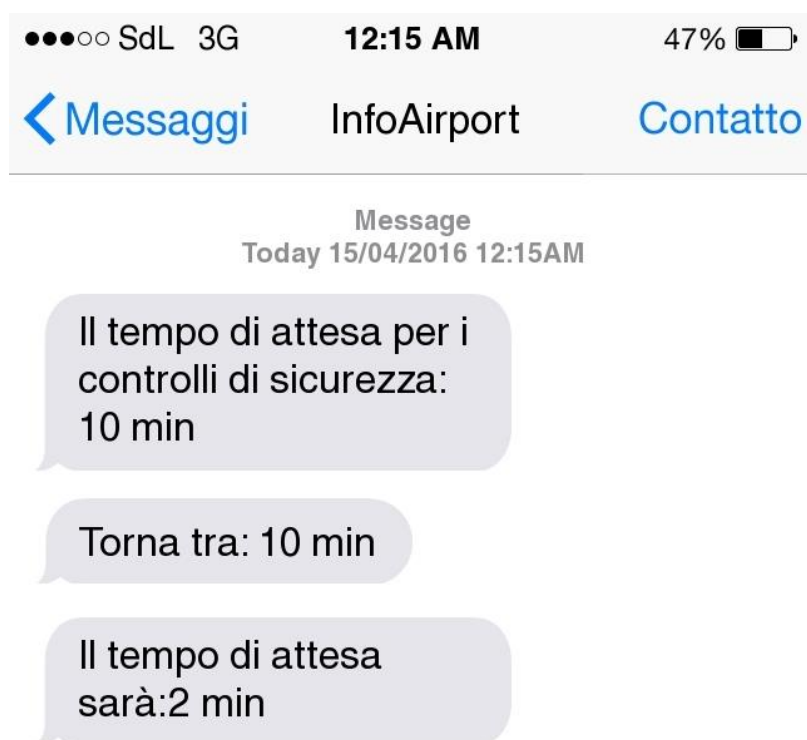 ●●●○○ SdL 3G 12:15 AM 47%
Messaggi InfoAirport Contatto
Message
Today 15/04/2016 12:15AM
Il tempo di attesa per i
controlli di sicurezza:
10 min
Torna tra: 10 min
Il tempo di attesa
sarà:2 min